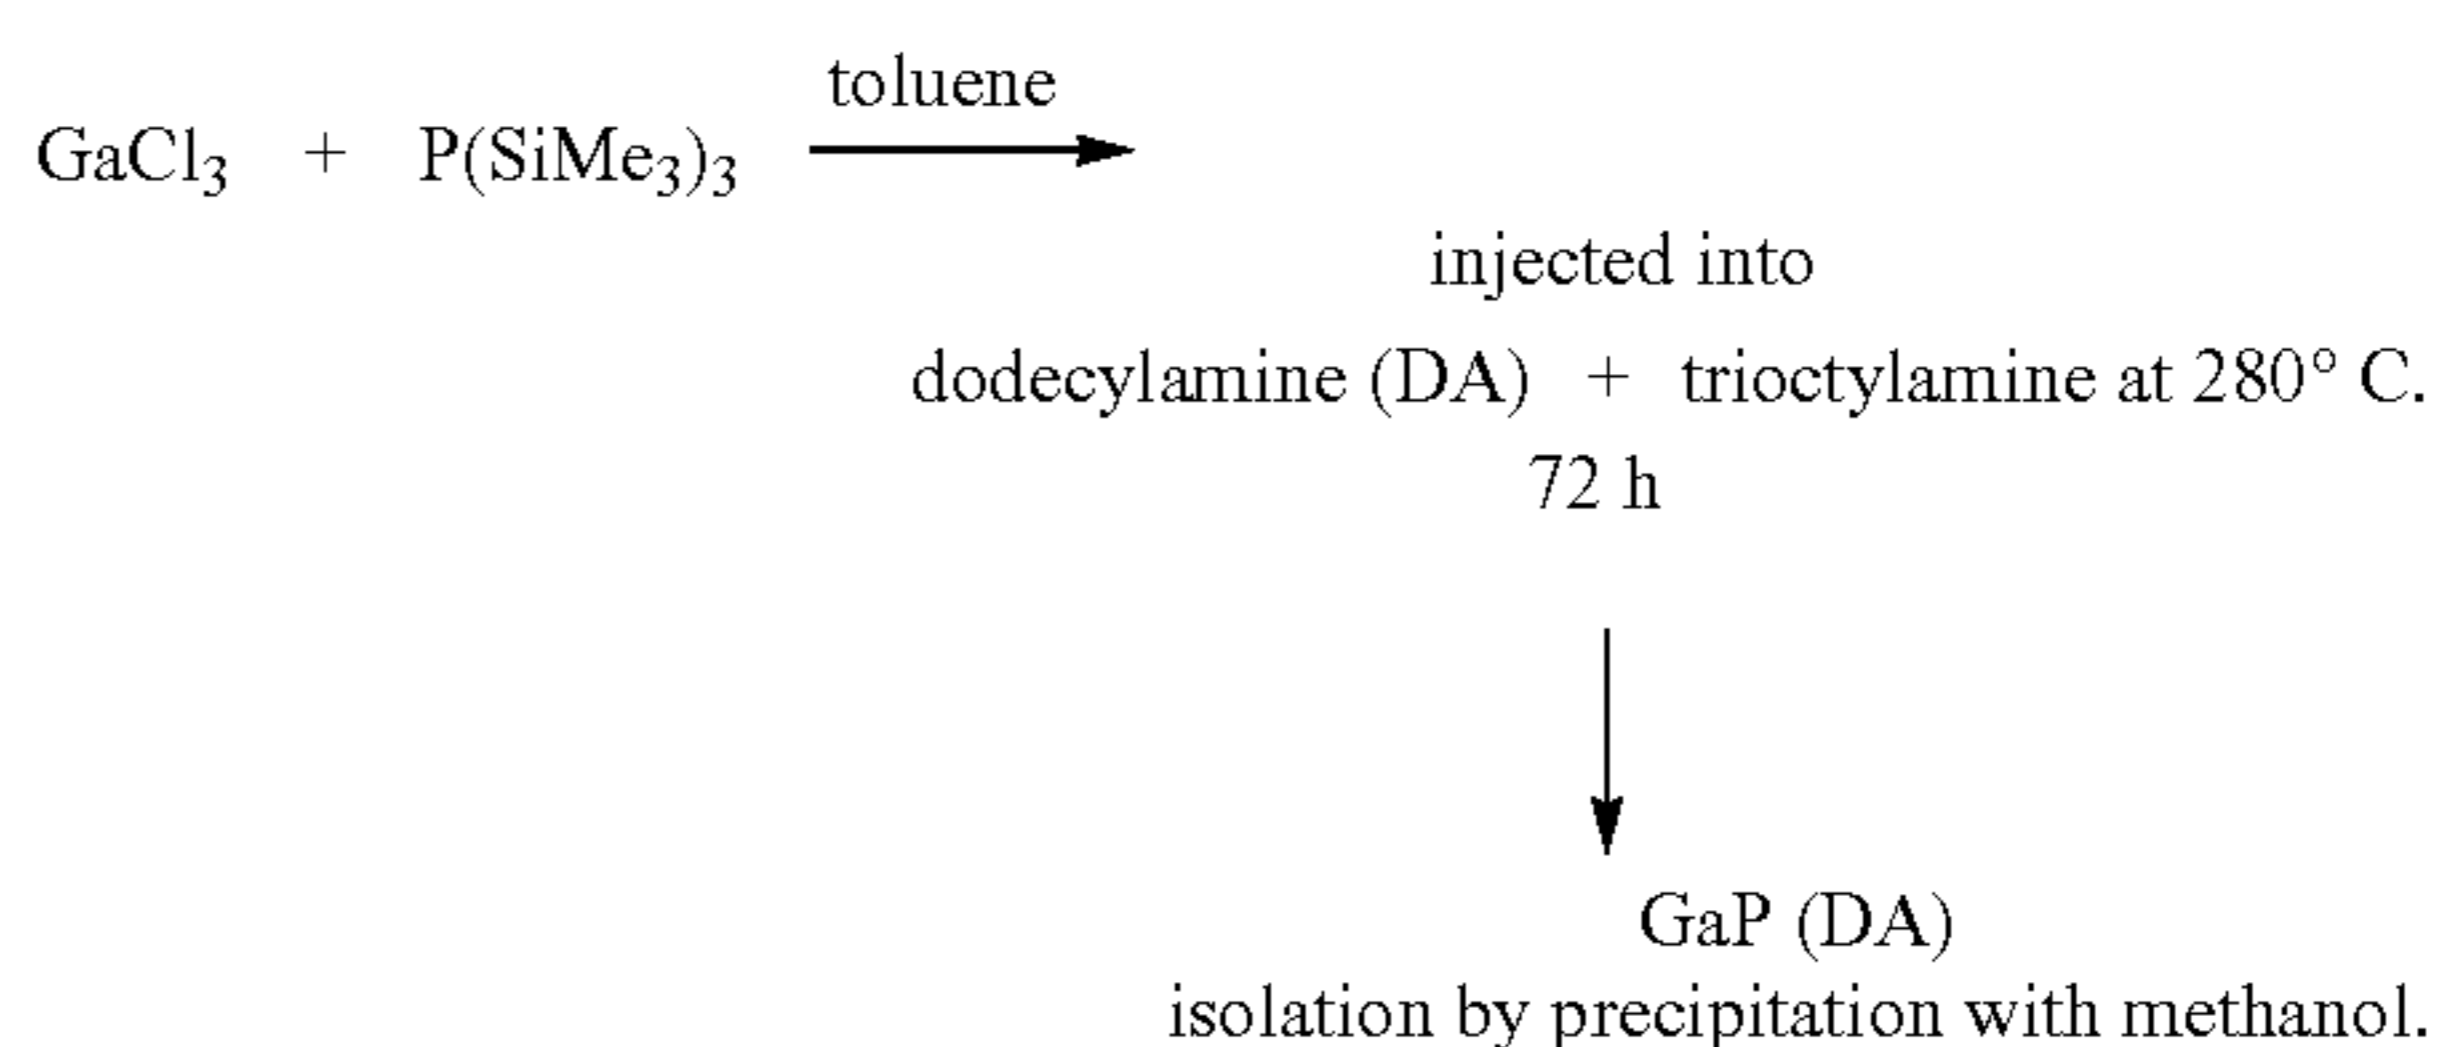 toluene
GaCl₃ + P(SiMe₃)₃
injected into
dodecylamine (DA) + trioctylamine at 280° C.
72 h
GaP (DA)
isolation by precipitation with methanol.